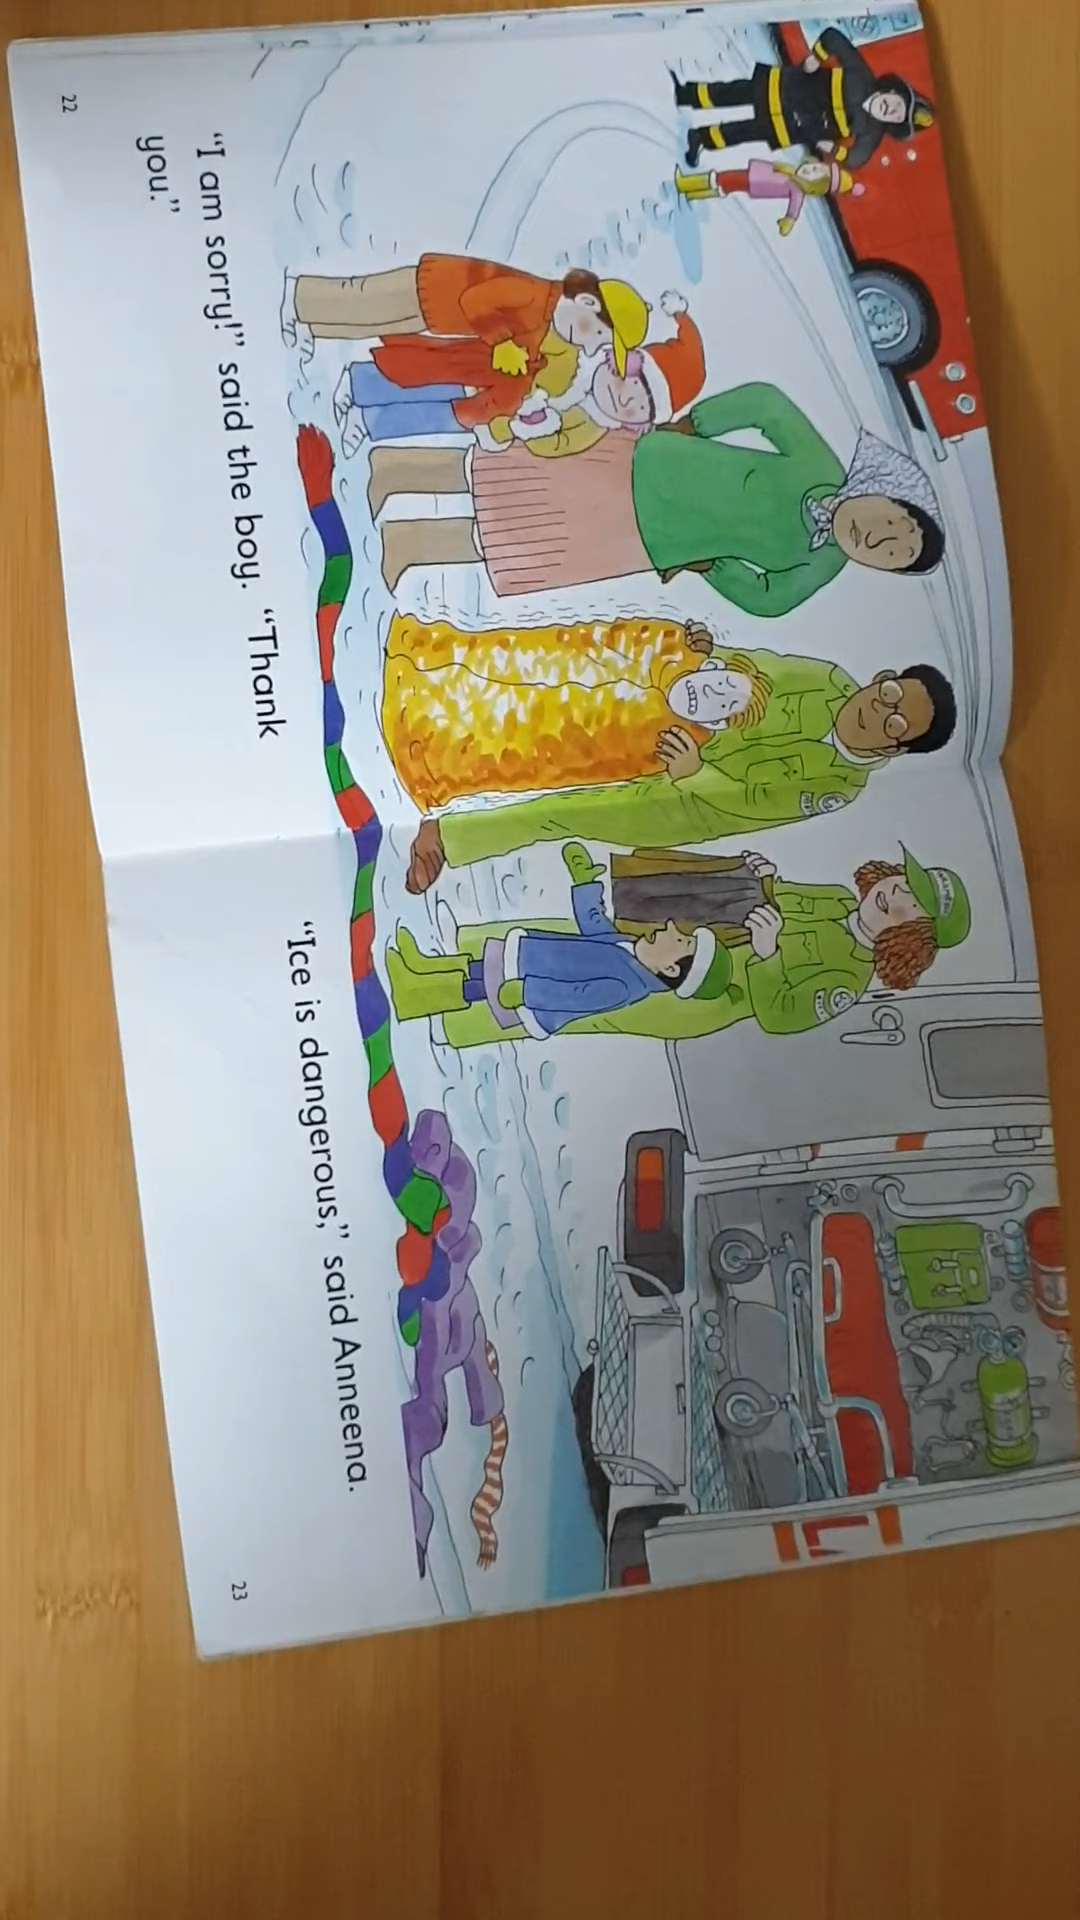 "I am sorry!" said the boy. "Thank
you."
22
"Ice is dangerous," said Anneena.
23